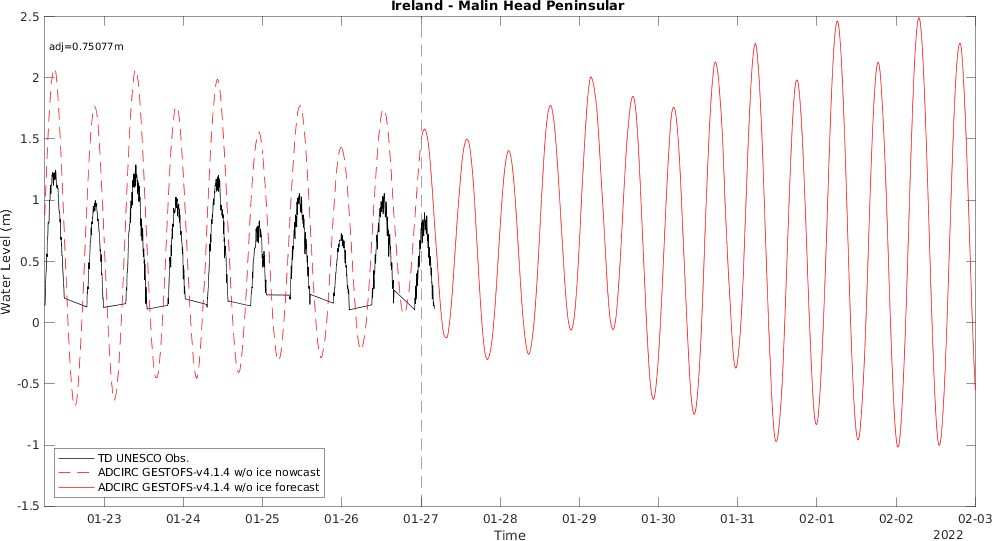 Ireland - Malin Head Peninsular
adj=0.75077m
Water Level (m)
2.5
2
1.5
1
0.5
0
-0.5
-1
-1.5
TD UNESCO Obs.
ADCIRC GESTOFS-v4.1.4 w/o ice nowcast
ADCIRC GESTOFS-v4.1.4 w/o ice forecast
01-23 01-24 01-25 01-26 01-27 01-28 01-29 01-30 01-31 02-01 02-02 02-03
Time
2022